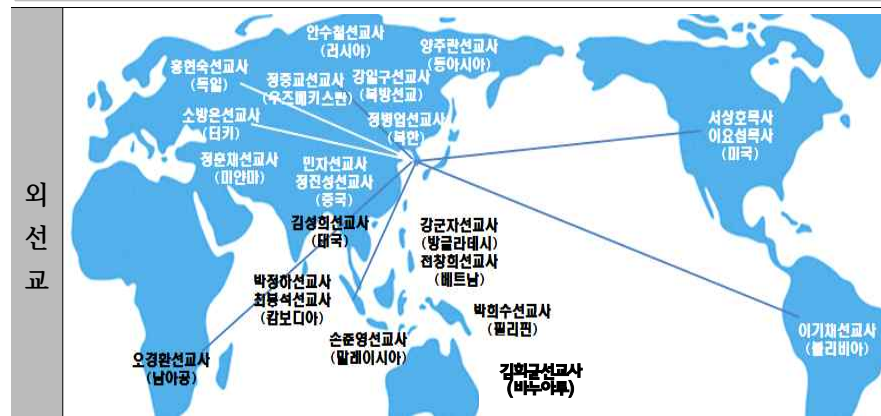 외
선
교
안수철선교사
(러시아)
양주란선교사
(동아시아)
홍현숙선교사
(독일)
정중교선교사
(우즈베키스탄)
강일구선교사
(북방선교)
소방은선교사
(터키)
정병업선교사
(북한)
서상호목사
이요섭목사
(미국)
정훈채선교사
(미얀마)
민자선교사
정진성선교사
(중국)
김성희선교사
(태국)
강군자선교사
(방글라데시)
전창희선교사
(베트남)
박정하선교사
최봉석선교사
(캄보디아)
박희수선교사
(필리핀)
이기채선교사
(볼리비아)
손준영선교사
(말레이시아)
오경환선교사
(남아공)
김희균선교사
(바누아투)